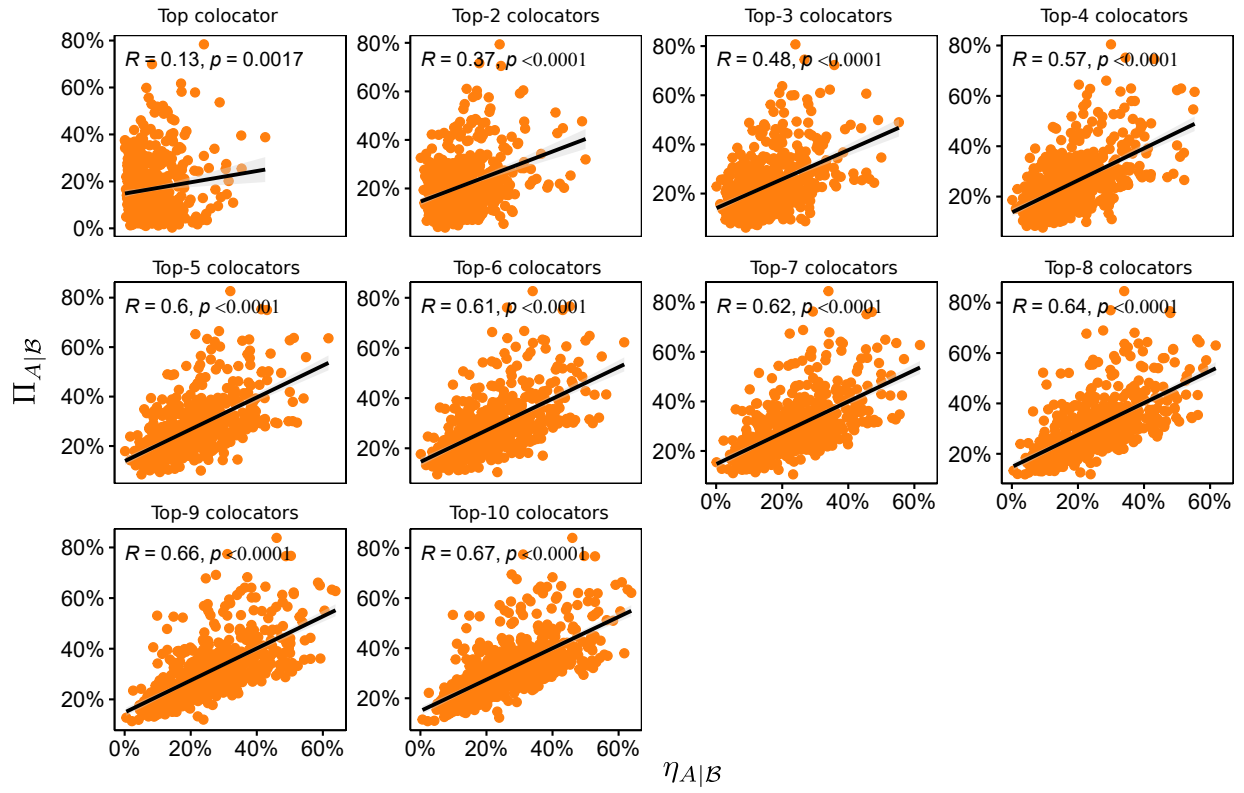 Top colocator
Top-2 colocators
Top-3 colocators
Top-4 colocators
R = 0.13, p = 0.0017
R = 0.37, p <0.0001
R = 0.48, p <0.0001
R = 0.57, p <0.0001
80%
60%
40%
20%
0%
80%
60%
40%
20%
80%
60%
40%
20%
80%
60%
40%
20%
Top-5 colocators
Top-6 colocators
Top-7 colocators
Top-8 colocators
R = 0.6, p <0.0001
R = 0.61, p <0.0001
R = 0.62, p <0.0001
R = 0.64, p <0.0001
80%
60%
40%
20%
80%
60%
40%
20%
80%
60%
40%
20%
80%
60%
40%
20%
0% 20% 40% 60%
0% 20% 40% 60%
Π_{A|𝓑}
Top-9 colocators
Top-10 colocators
R = 0.66, p <0.0001
R = 0.67, p <0.0001
80%
60%
40%
20%
80%
60%
40%
20%
0% 20% 40% 60%
0% 20% 40% 60%
η_{A|𝓑}